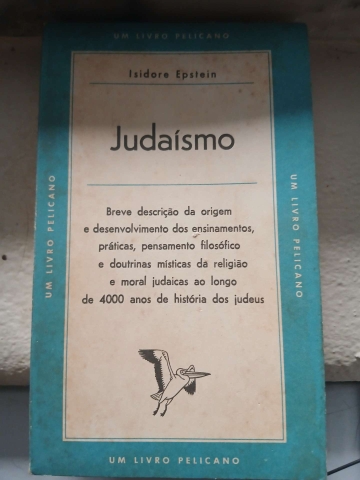 UM LIVRO PELICANO
Isidore Epstein
Judaísmo
Breve descrição da origem
e desenvolvimento dos ensinamentos,
práticas, pensamento filosófico
e doutrinas místicas da religião
e moral judaicas ao longo
de 4000 anos de história dos judeus
UM LIVRO PELICANO
UM LIVRO PELICANO
UM LIVRO PELICANO